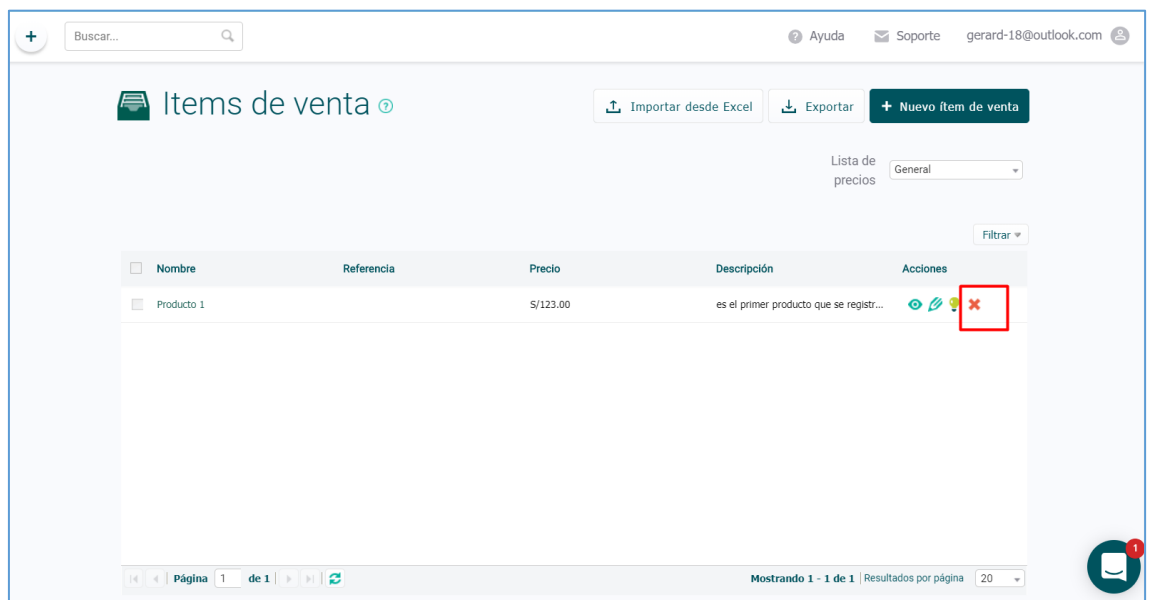 + Buscar... Ayuda Soporte gerard-18@outlook.com
Items de venta
Importar desde Excel Exportar + Nuevo ítem de venta
Lista de
precios
General
Filtrar
Nombre Referencia Precio Descripción Acciones
Producto 1 S/123.00 es el primer producto que se registr...
Página 1 de 1 Mostrando 1 - 1 de 1 Resultados por página 20
1